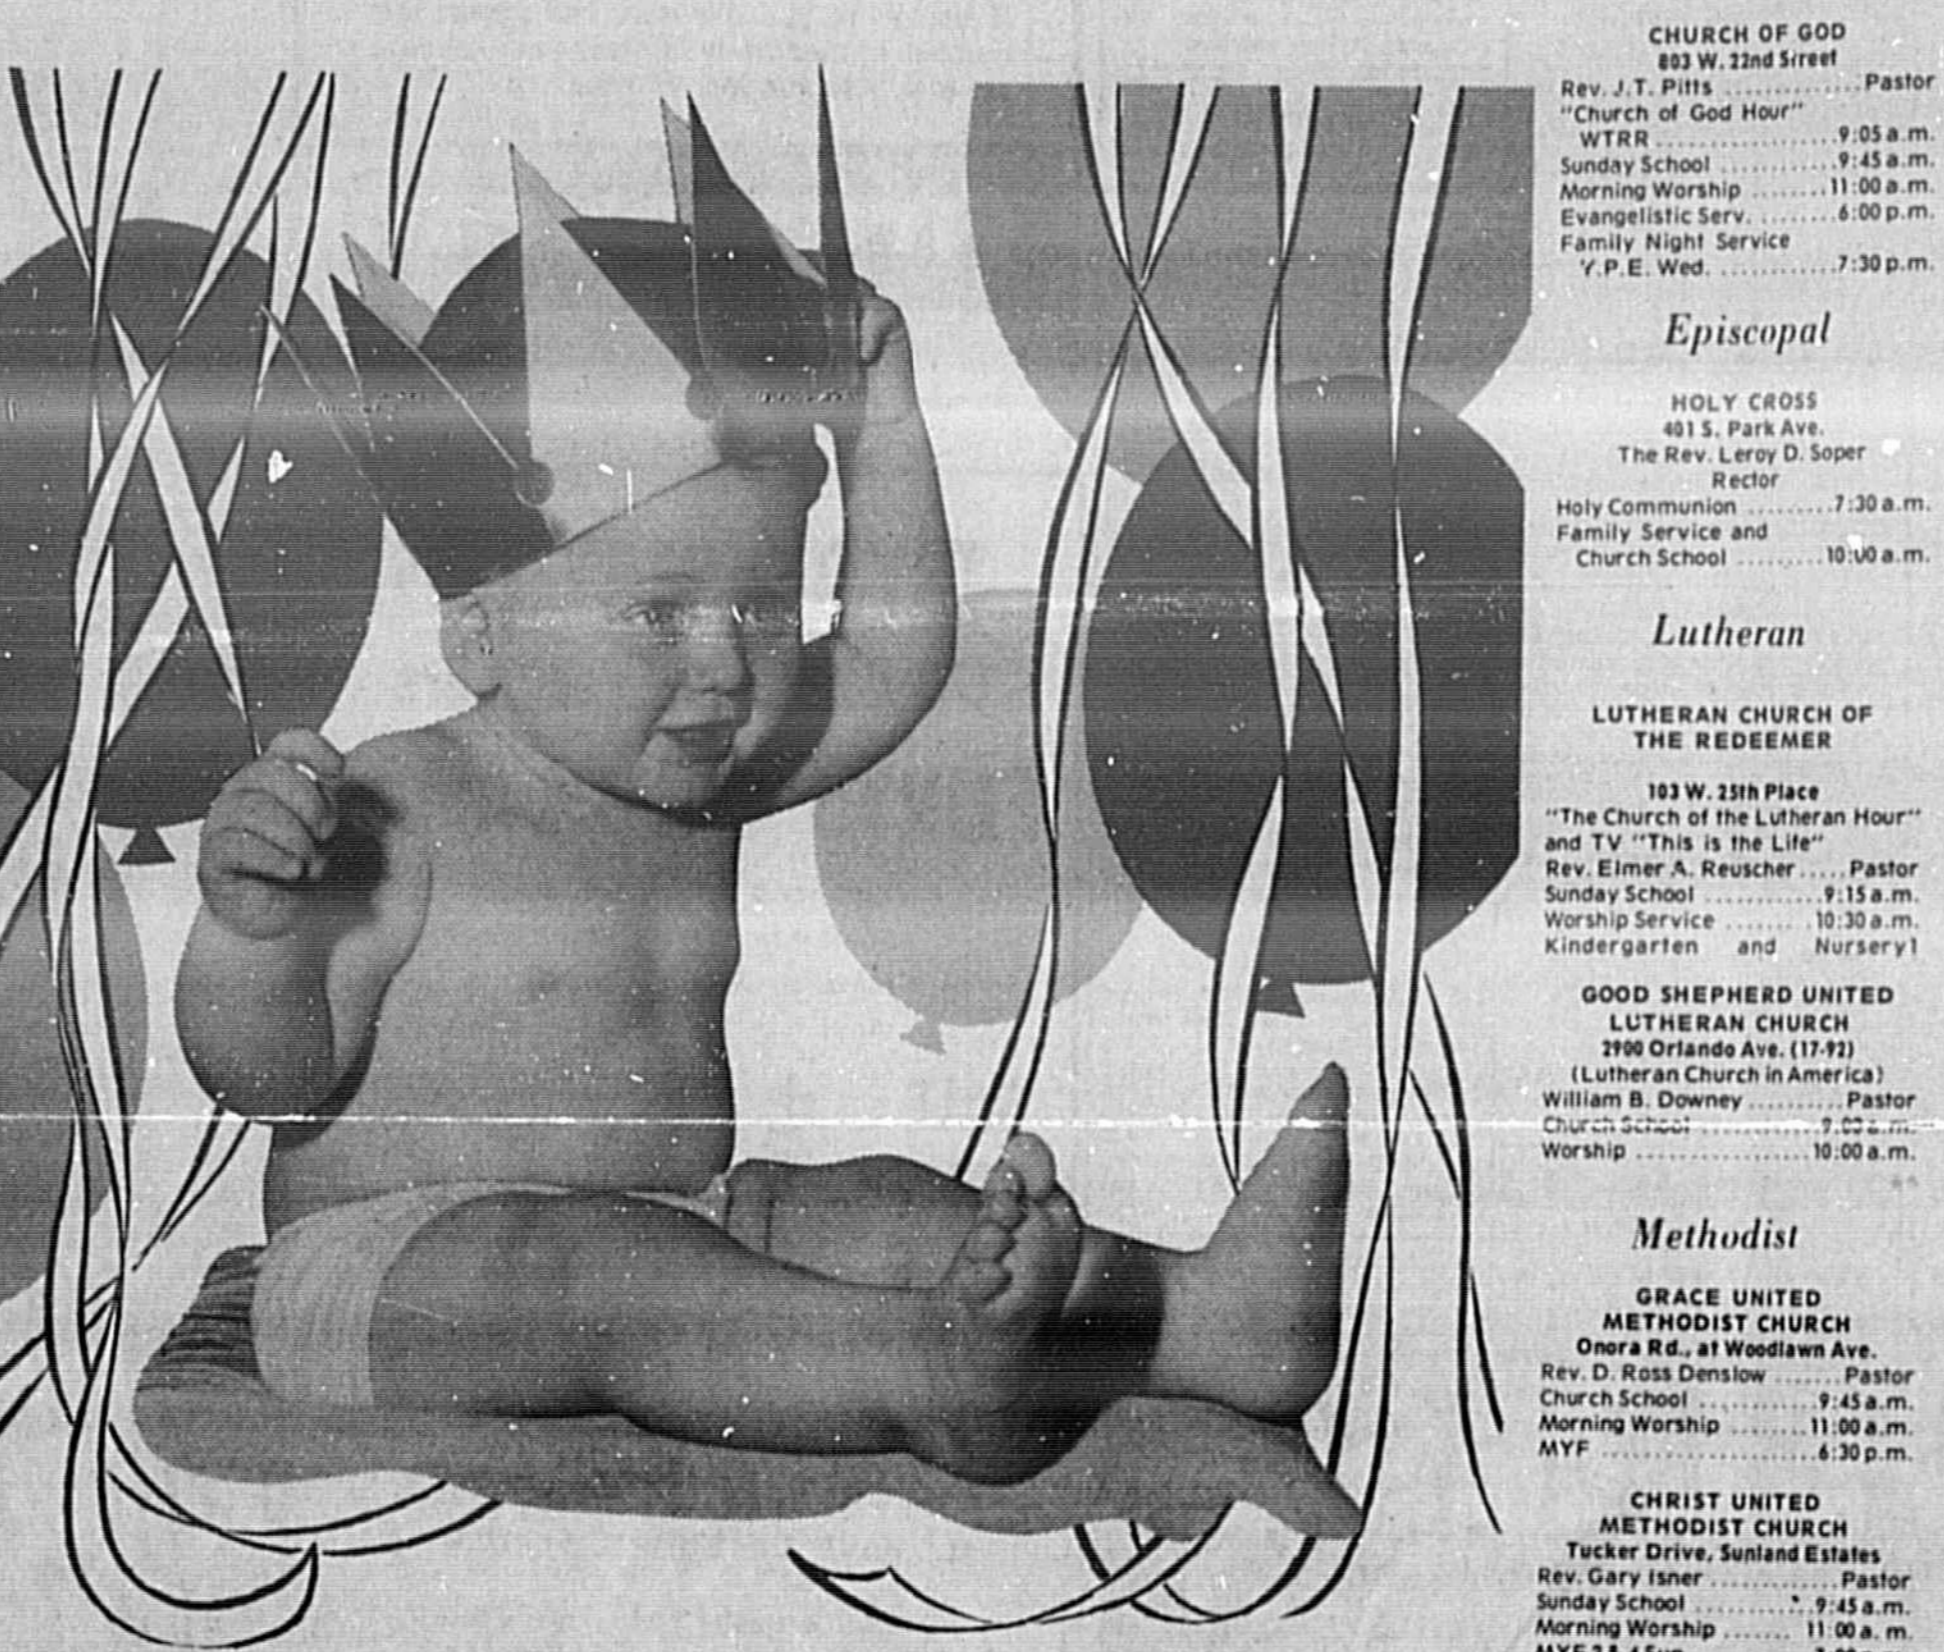 CHURCH OF GOD
803 W. 22nd Street
Rev. J.T. Pitts ..............Pastor
"Church of God Hour"
WTRR ..................9:05 a.m.
Sunday School ............9:45 a.m.
Morning Worship ........11:00 a.m.
Evangelistic Serv. ........6:00 p.m.
Family Night Service
Y.P.E. Wed. ............7:30 p.m.
Episcopal
HOLY CROSS
401 S. Park Ave.
The Rev. Leroy D. Soper
Rector
Holy Communion .........7:30 a.m.
Family Service and
Church School .........10:00 a.m.
Lutheran
LUTHERAN CHURCH OF
THE REDEEMER
103 W. 25th Place
"The Church of the Lutheran Hour"
and TV "This is the Life"
Rev. Elmer A. Reuscher .....Pastor
Sunday School ............9:15 a.m.
Worship Service ....... .10:30 a.m.
Kindergarten and Nursery1
GOOD SHEPHERD UNITED
LUTHERAN CHURCH
2900 Orlando Ave. (17-92)
(Lutheran Church in America)
William B. Downey ..........Pastor
Church School ............
Worship .................10:00 a.m.
Methodist
GRACE UNITED
METHODIST CHURCH
Onora Rd., at Woodlawn Ave.
Rev. D. Ross Denslow .......Pastor
Church School ............9:45 a.m.
Morning Worship ........11:00 a.m.
MYF .....................6:30 p.m.
CHRIST UNITED
METHODIST CHURCH
Tucker Drive, Sunland Estates
Rev. Gary Isner ............Pastor
Sunday School ..........9:45 a.m.
Morning Worship ....... 11:00 a.m.